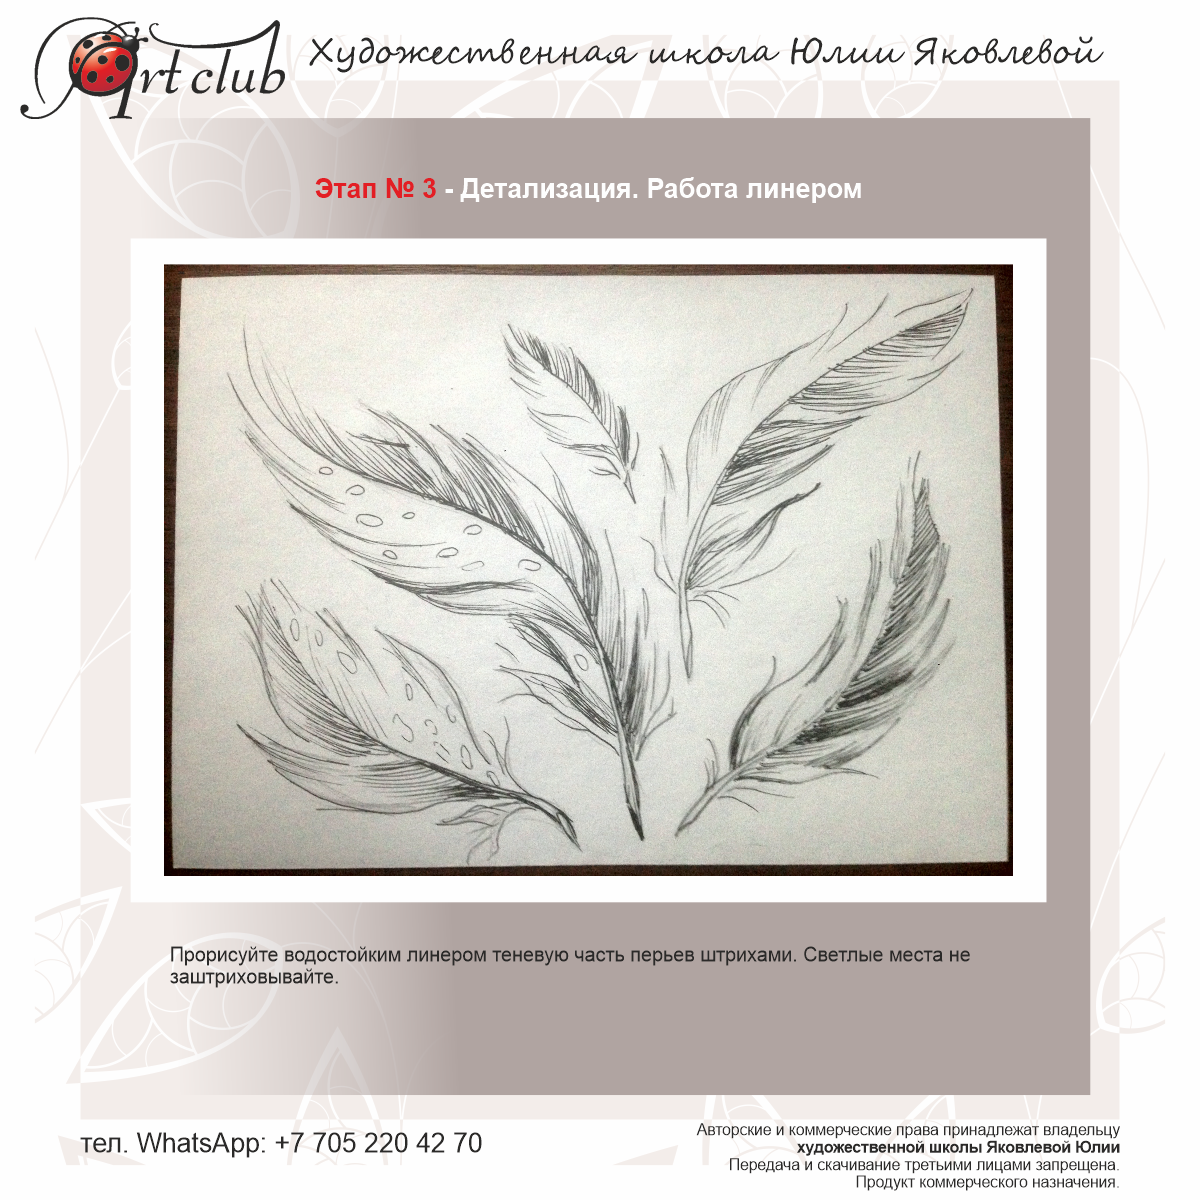 Art club
Художественная школа Юлии Яковлевой
Этап № 3 - Детализация. Работа линером
Прорисуйте водостойким линером теневую часть перьев штрихами. Светлые места не
заштриховывайте.
тел. WhatsApp: +7 705 220 42 70
Авторские и коммерческие права принадлежат владельцу
художественной школы Яковлевой Юлии
Передача и скачивание третьими лицами запрещена.
Продукт коммерческого назначения.